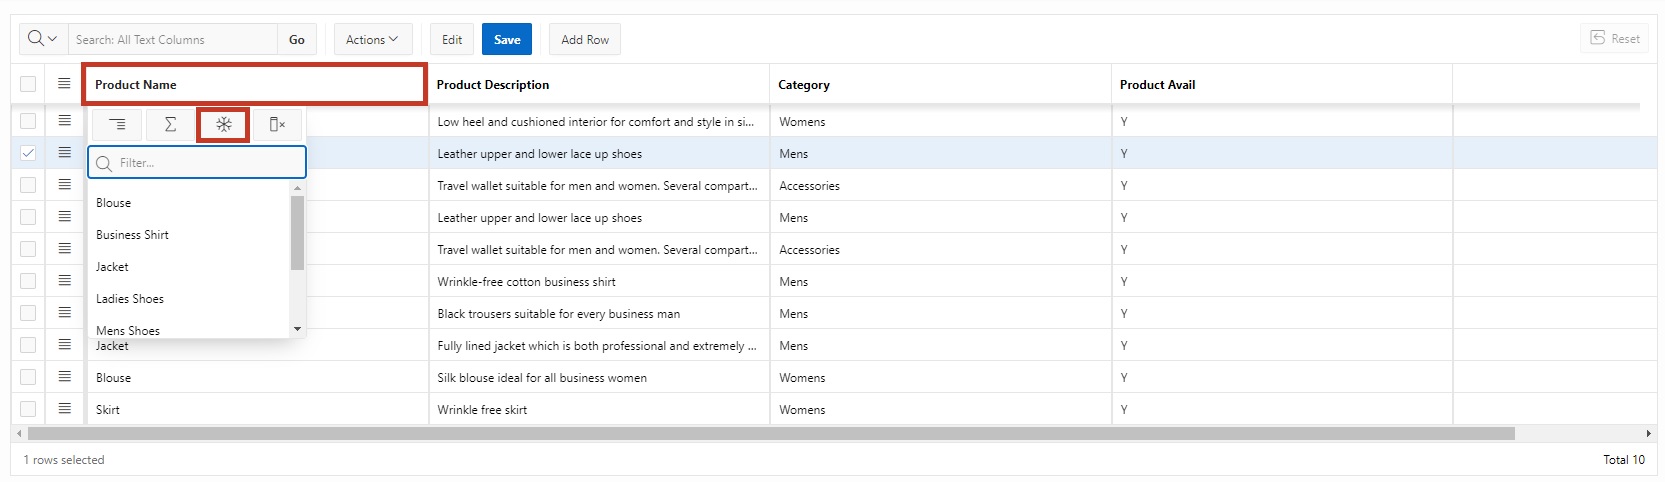 Search: All Text Columns Go Actions Edit Save Add Row Reset
Product Name Product Description Category Product Avail
Low heel and cushioned interior for comfort and style in si... Womens Y
Filter... Leather upper and lower lace up shoes Mens Y
Travel wallet suitable for men and women. Several compart... Accessories Y
Blouse
Leather upper and lower lace up shoes Mens Y
Business Shirt
Travel wallet suitable for men and women. Several compart... Accessories Y
Jacket
Wrinkle-free cotton business shirt Mens Y
Ladies Shoes
Black trousers suitable for every business man Mens Y
Mens Shoes
Jacket Fully lined jacket which is both professional and extremely ... Mens Y
Blouse Silk blouse ideal for all business women Womens Y
Skirt Wrinkle free skirt Womens Y
1 rows selected Total 10